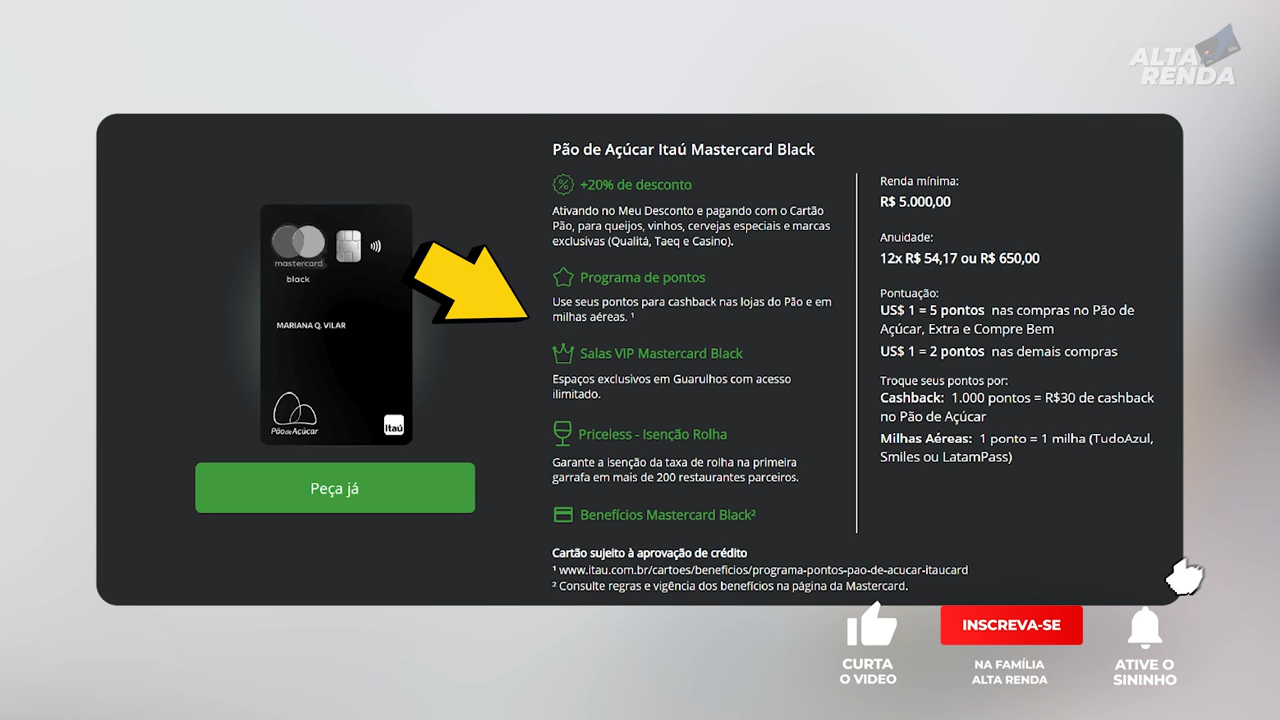 ALTA
RENDA
Pão de Açúcar Itaú Mastercard Black
+20% de desconto
Ativando no Meu Desconto e pagando com o Cartão
Pão, para queijos, vinhos, cervejas especiais e marcas
exclusivas (Qualitá, Taeq e Casino).
Programa de pontos
Use seus pontos para cashback nas lojas do Pão e em
milhas aéreas. ¹
Salas VIP Mastercard Black
Espaços exclusivos em Guarulhos com acesso
ilimitado.
Priceless - Isenção Rolha
Garante a isenção da taxa de rolha na primeira
garrafa em mais de 200 restaurantes parceiros.
Benefícios Mastercard Black²
Cartão sujeito à aprovação de crédito
¹ www.itau.com.br/cartoes/beneficios/programa-pontos-pao-de-acucar-itaucard
² Consulte regras e vigência dos benefícios na página da Mastercard.
Renda mínima:
R$ 5.000,00
Anuidade:
12x R$ 54,17 ou R$ 650,00
Pontuação:
US$ 1 = 5 pontos nas compras no Pão de
Açúcar, Extra e Compre Bem
US$ 1 = 2 pontos nas demais compras
Troque seus pontos por:
Cashback: 1.000 pontos = R$30 de cashback
no Pão de Açúcar
Milhas Aéreas: 1 ponto = 1 milha (TudoAzul,
Smiles ou LatamPass)
mastercard
black
MARIANA Q. VILAR
Pão de Açúcar
Itaú
Peça já
CURTA
O VIDEO
INSCREVA-SE
NA FAMÍLIA
ALTA RENDA
ATIVE O
SININHO